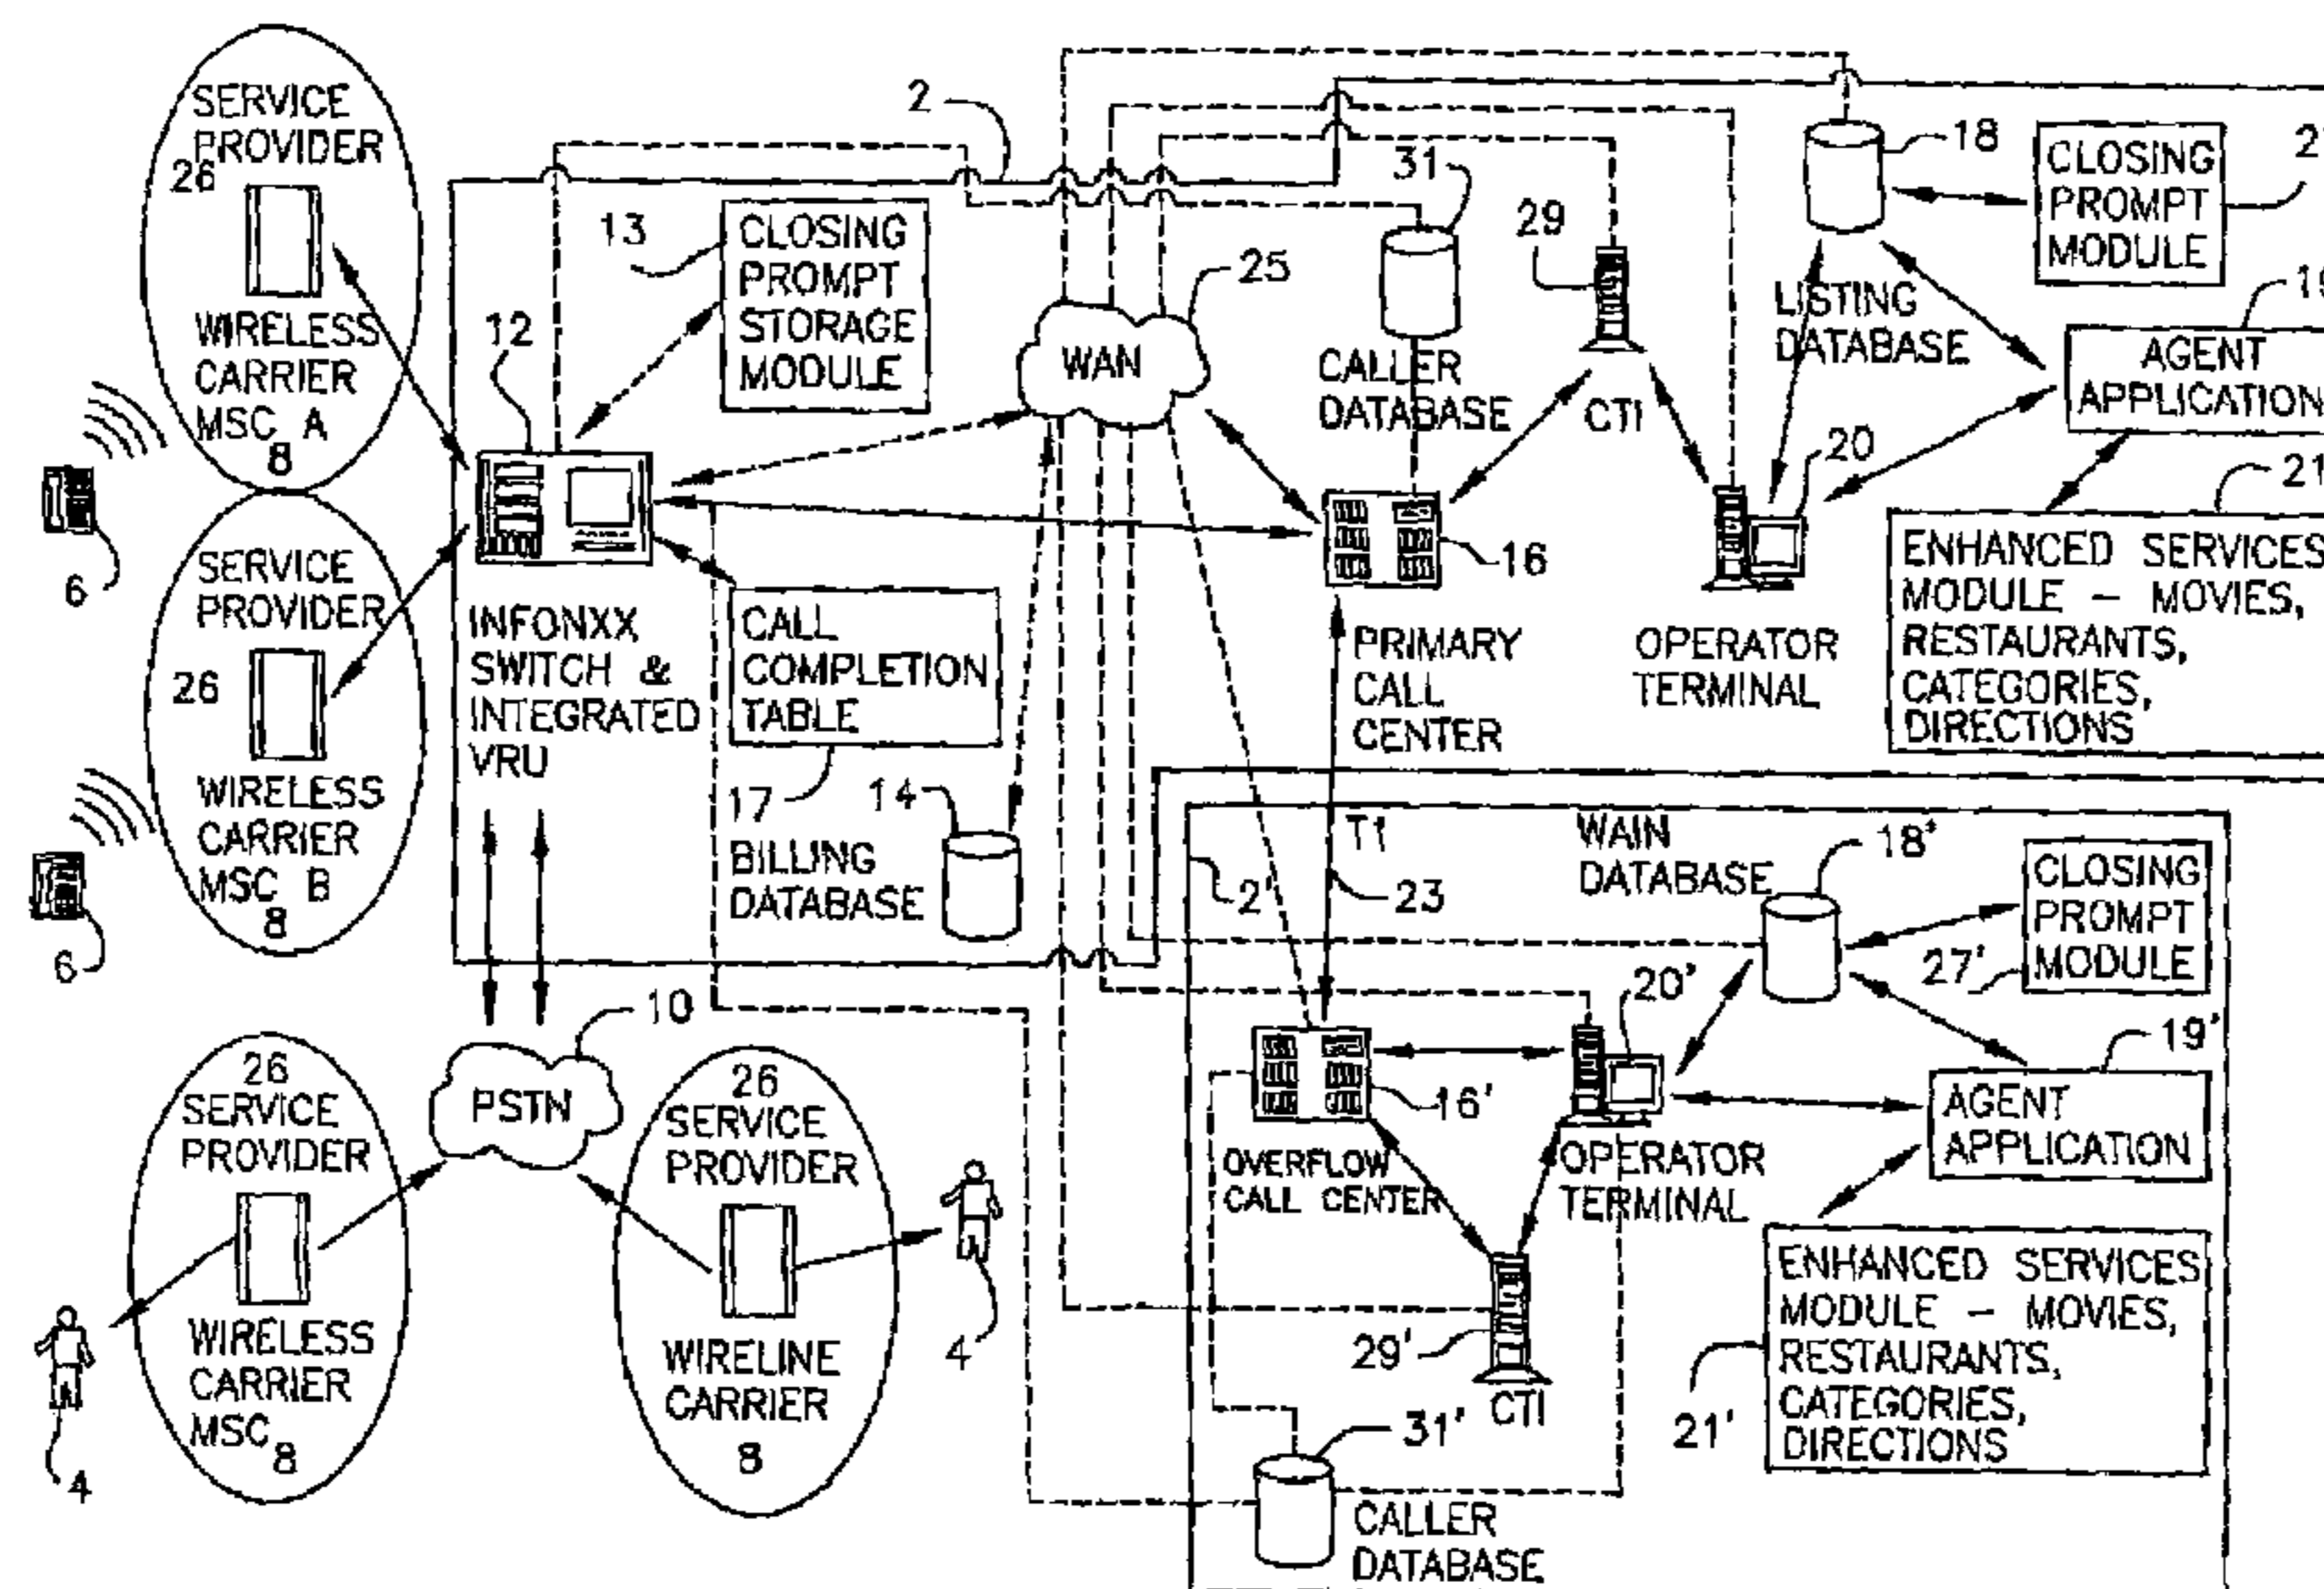 SERVICE
PROVIDER
26
WIRELESS
CARRIER
MSC A
8
6
SERVICE
PROVIDER
26
WIRELESS
CARRIER
MSC B
8
6
2
13
CLOSING
PROMPT
STORAGE
MODULE
12
INFONXX
SWITCH &
INTEGRATED
VRU
CALL
COMPLETION
TABLE
17
14
BILLING
DATABASE
WAN
25
31
CALLER
DATABASE
29
CTI
18
LISTING
DATABASE
CLOSING
PROMPT
MODULE
AGENT
APPLICATION
20
16
PRIMARY
CALL
CENTER
OPERATOR
TERMINAL
21
ENHANCED SERVICES
MODULE – MOVIES,
RESTAURANTS,
CATEGORIES,
DIRECTIONS
10
PSTN
26
SERVICE
PROVIDER
WIRELESS
CARRIER
MSC
8
4
26
SERVICE
PROVIDER
WIRELINE
CARRIER
8
4
T1
2'
23
WAIN
DATABASE
18'
CLOSING
PROMPT
MODULE
27'
20'
19'
16'
OVERFLOW
CALL CENTER
OPERATOR
TERMINAL
AGENT
APPLICATION
29'
CTI
21'
ENHANCED SERVICES
MODULE – MOVIES,
RESTAURANTS,
CATEGORIES,
DIRECTIONS
31'
CALLER
DATABASE